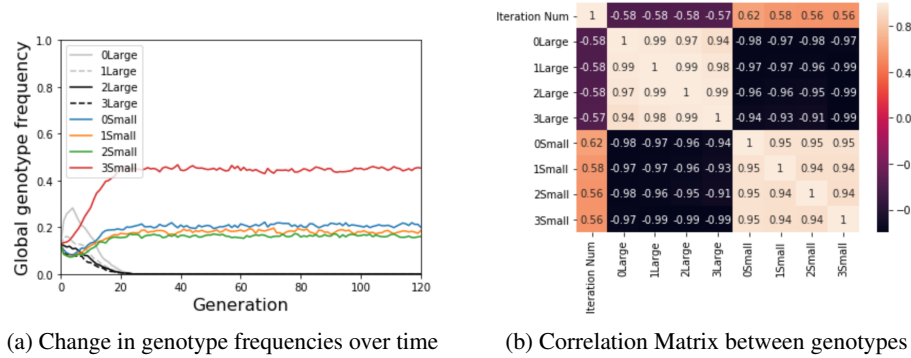 1.0
0.8
0.6
0.4
0.2
0.0
Global genotype frequency
0Large
1Large
2Large
3Large
0Small
1Small
2Small
3Small
0 20 40 60 80 100 120
Generation
(a) Change in genotype frequencies over time
Iteration Num 1 -0.58 -0.58 -0.58 -0.57 0.62 0.58 0.56 0.56
0Large -0.58 1 0.99 0.97 0.94 -0.98 -0.97 -0.98 -0.97
1Large -0.58 0.99 1 0.99 0.98 -0.97 -0.97 -0.96 -0.99
2Large -0.58 0.97 0.99 1 0.99 -0.96 -0.96 -0.95 -0.99
3Large -0.57 0.94 0.98 0.99 1 -0.94 -0.93 -0.91 -0.99
0Small 0.62 -0.98 -0.97 -0.96 -0.94 1 0.95 0.95 0.95
1Small 0.58 -0.97 -0.97 -0.96 -0.93 0.95 1 0.94 0.94
2Small 0.56 -0.98 -0.96 -0.95 -0.91 0.95 0.94 1 0.94
3Small 0.56 -0.97 -0.99 -0.99 -0.99 0.95 0.94 0.94 1
Iteration Num
0Large
1Large
2Large
3Large
0Small
1Small
2Small
3Small
0.8
0.4
0.0
(b) Correlation Matrix between genotypes